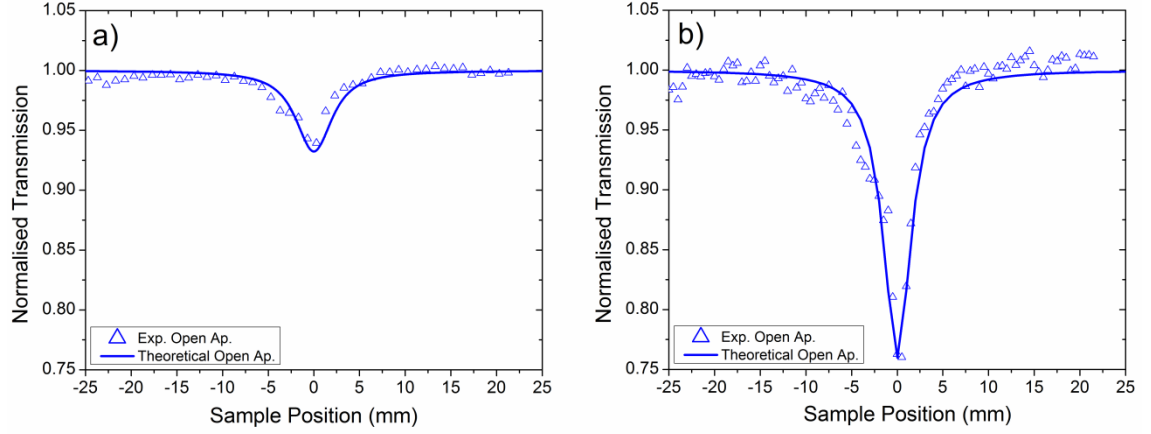 a)
1.05
1.00
0.95
0.90
0.85
0.80
0.75
Normalised Transmission
Exp. Open Ap.
Theoretical Open Ap.
-25 -20 -15 -10 -5 0 5 10 15 20 25
Sample Position (mm)
b)
1.05
1.00
0.95
0.90
0.85
0.80
0.75
Normalised Transmission
Exp. Open Ap.
Theoretical Open Ap.
-25 -20 -15 -10 -5 0 5 10 15 20 25
Sample Position (mm)